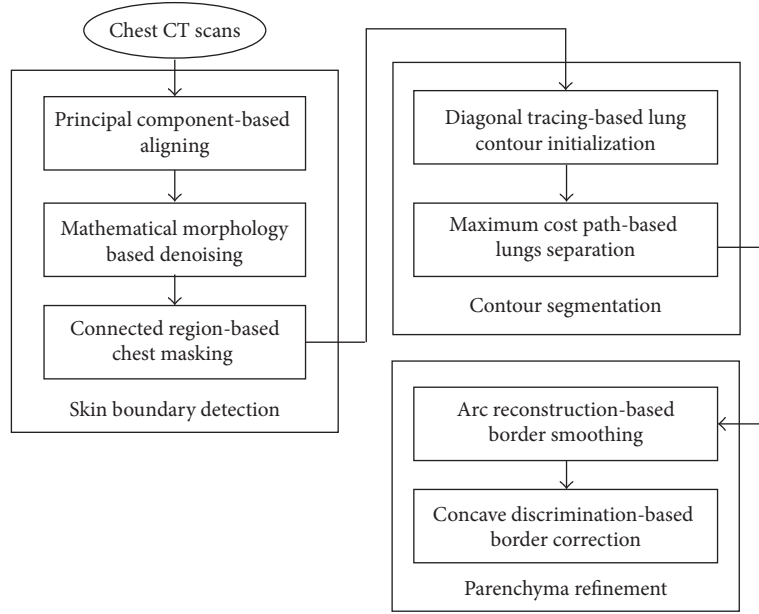 Chest CT scans
Principal component-based
aligning
Mathematical morphology
based denoising
Connected region-based
chest masking
Skin boundary detection
Diagonal tracing-based lung
contour initialization
Maximum cost path-based
lungs separation
Contour segmentation
Arc reconstruction-based
border smoothing
Concave discrimination-based
border correction
Parenchyma refinement